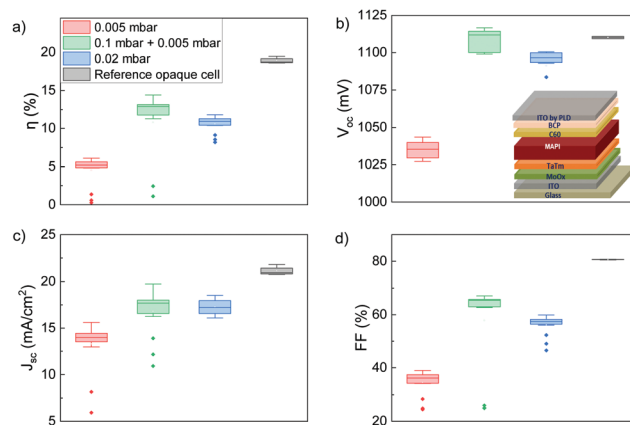 a)
0.005 mbar
0.1 mbar + 0.005 mbar
0.02 mbar
Reference opaque cell
20
15
10
5
0
η (%)
b)
1125
1100
1075
1050
1025
1000
V_oc (mV)
ITO by PLD
BCP
C60
MAPI
TaTm
MoOx
ITO
Glass
c)
25
20
15
10
5
J_sc (mA/cm²)
d)
80
60
40
20
FF (%)